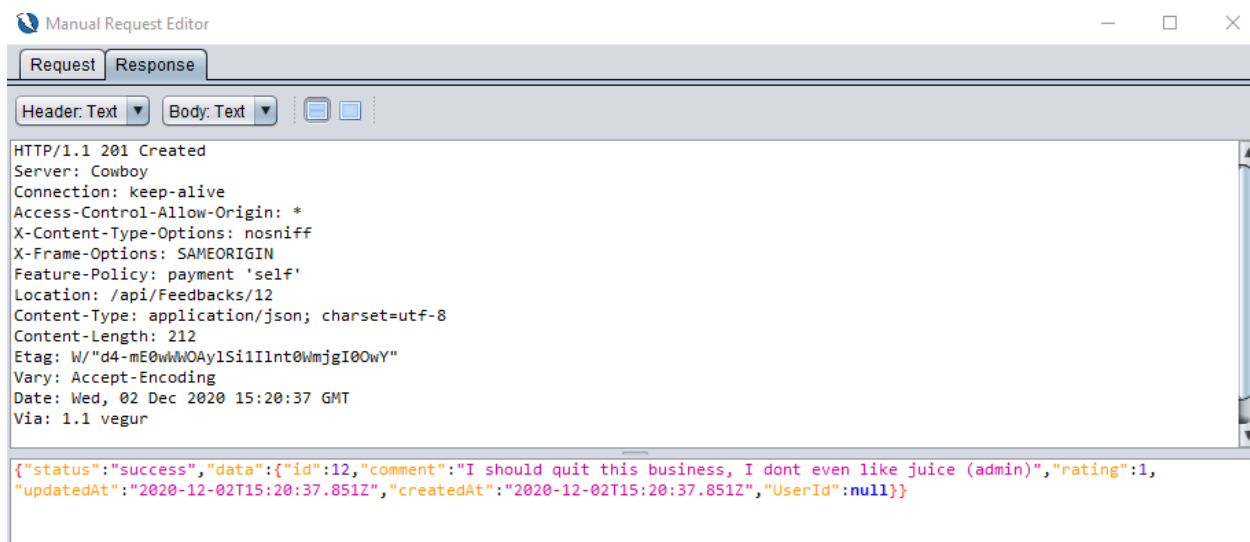 Manual Request Editor
Request Response
Header: Text Body: Text
HTTP/1.1 201 Created
Server: Cowboy
Connection: keep-alive
Access-Control-Allow-Origin: *
X-Content-Type-Options: nosniff
X-Frame-Options: SAMEORIGIN
Feature-Policy: payment 'self'
Location: /api/Feedbacks/12
Content-Type: application/json; charset=utf-8
Content-Length: 212
Etag: W/"d4-mE0wWWOAylSi1Ilnt0WmjgI0OwY"
Vary: Accept-Encoding
Date: Wed, 02 Dec 2020 15:20:37 GMT
Via: 1.1 vegur
{"status":"success","data":{"id":12,"comment":"I should quit this business, I dont even like juice (admin)","rating":1,
"updatedAt":"2020-12-02T15:20:37.851Z","createdAt":"2020-12-02T15:20:37.851Z","UserId":null}}